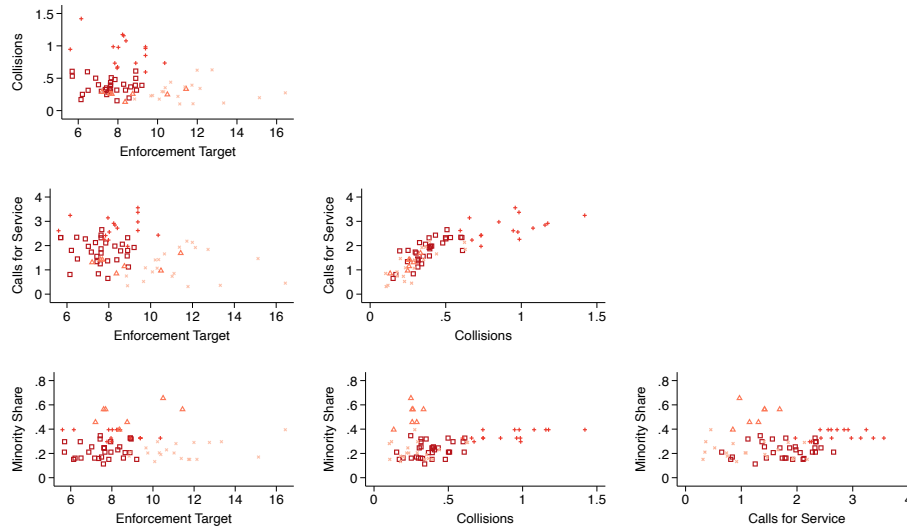 1.5
1
.5
0
Collisions
6 8 10 12 14 16
Enforcement Target
4
3
2
1
0
Calls for Service
6 8 10 12 14 16
Enforcement Target
4
3
2
1
0
Calls for Service
0 .5 1 1.5
Collisions
.8
.6
.4
.2
0
Minority Share
6 8 10 12 14 16
Enforcement Target
.8
.6
.4
.2
0
Minority Share
0 .5 1 1.5
Collisions
.8
.6
.4
.2
0
Minority Share
0 1 2 3 4
Calls for Service